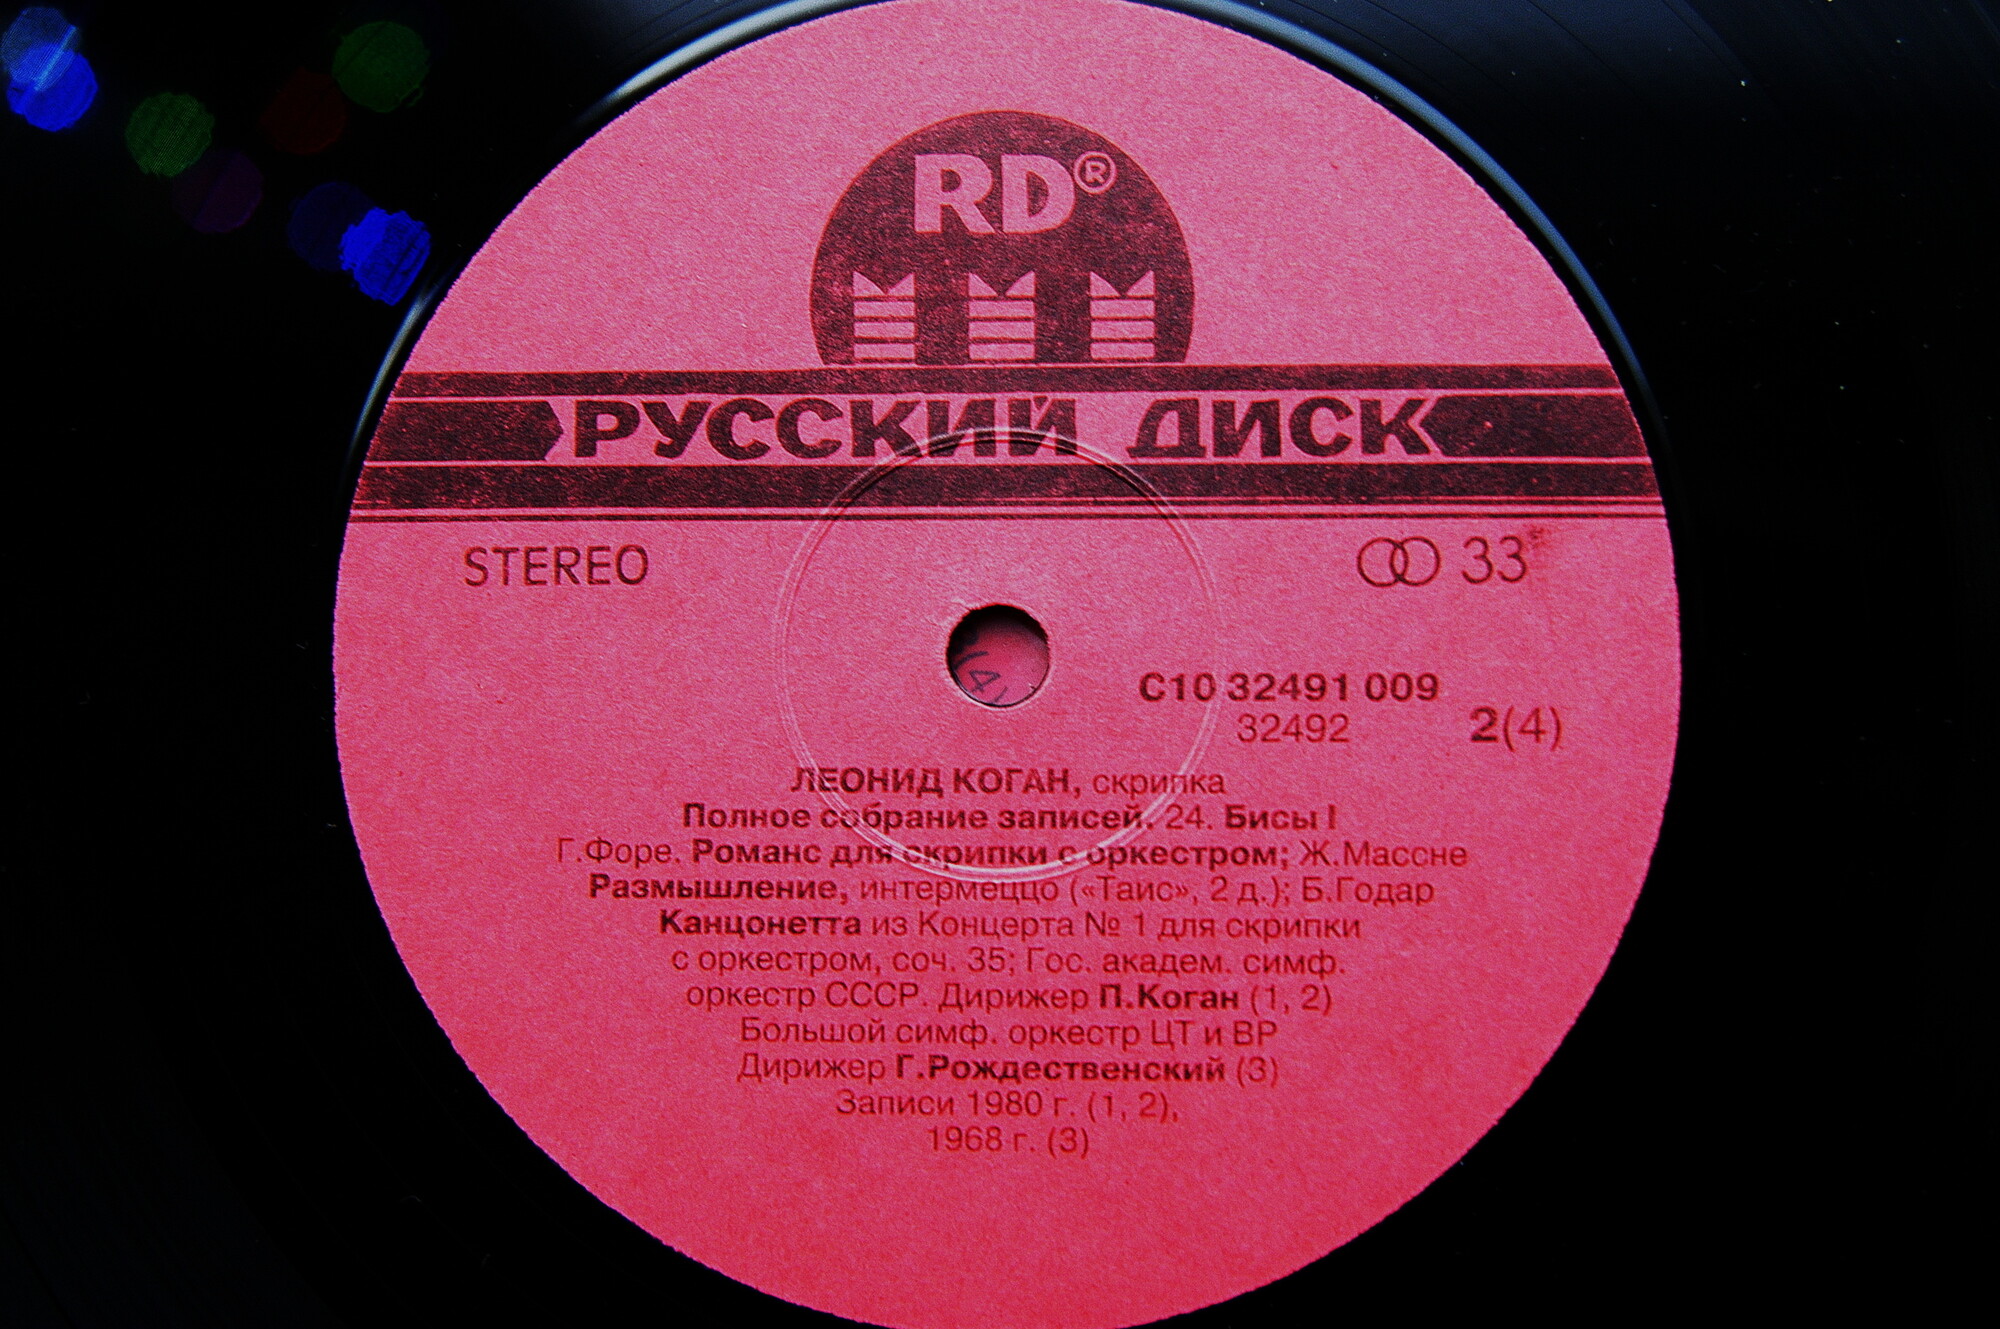 RD®
РУССКИЙ ДИСК
STEREO
33
С10 32491 009
32492
2(4)
ЛЕОНИД КОГАН, скрипка
Полное собрание записей. 24. Бисы I
Г.Форе. Романс для скрипки с оркестром; Ж.Массне
Размышление, интермеццо («Таис», 2 д.); Б.Годар
Канцонетта из Концерта № 1 для скрипки
с оркестром, соч. 35; Гос. академ. симф.
оркестр СССР. Дирижер П.Коган (1, 2)
Большой симф. оркестр ЦТ и ВР
Дирижер Г.Рождественский (3)
Записи 1980 г. (1, 2),
1968 г. (3)